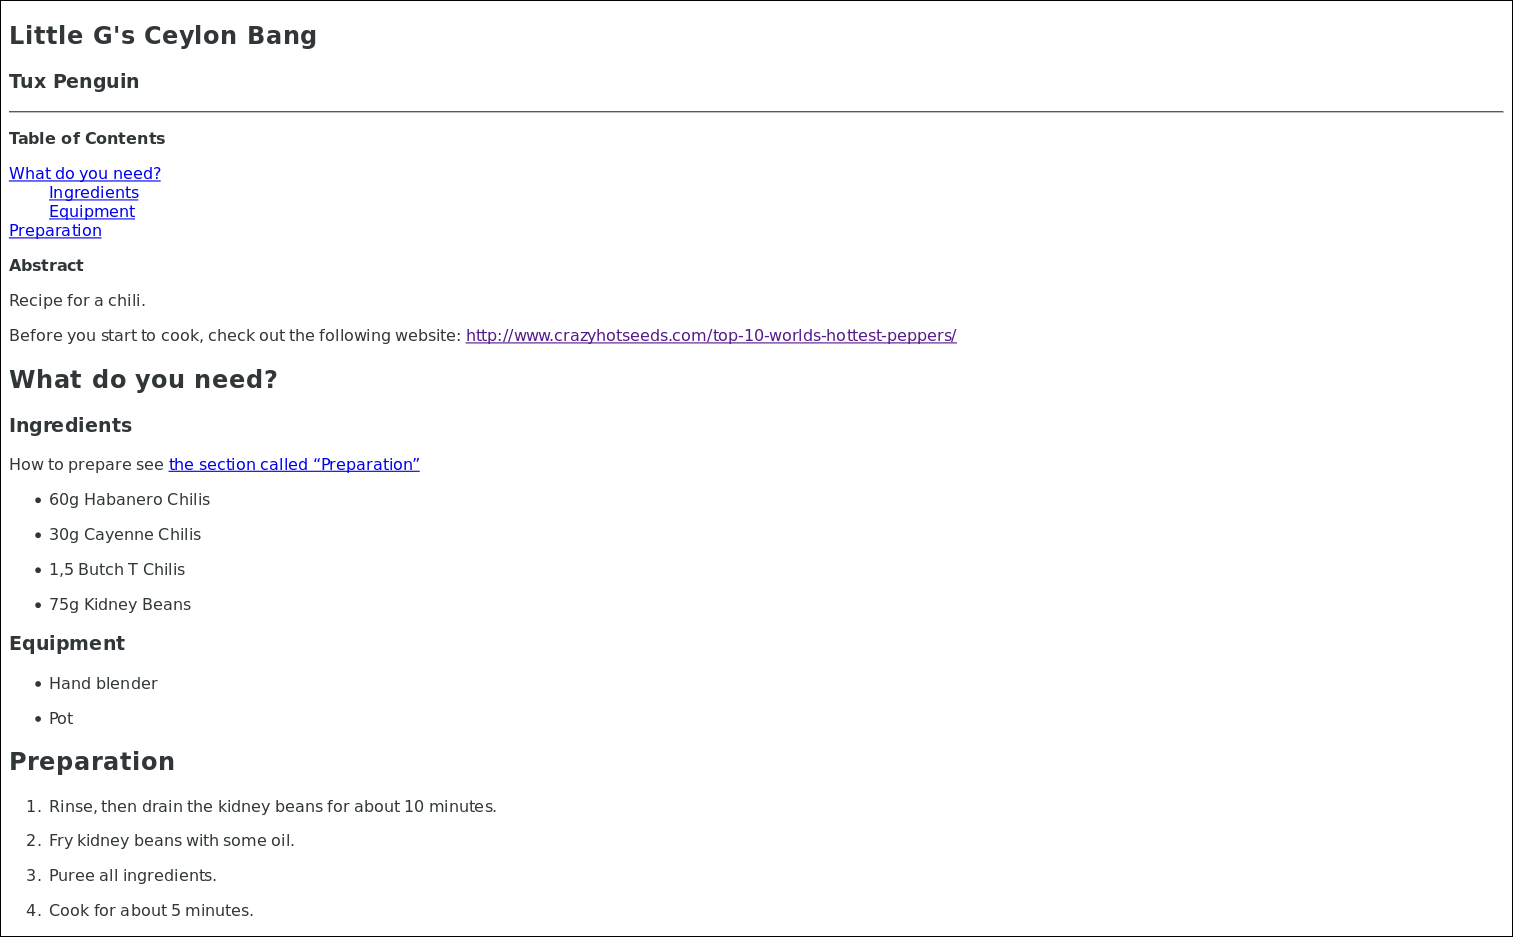 Little G's Ceylon Bang
Tux Penguin
Table of Contents
What do you need?
Ingredients
Equipment
Preparation
Abstract
Recipe for a chili.
Before you start to cook, check out the following website: http://www.crazyhotseeds.com/top-10-worlds-hottest-peppers/
What do you need?
Ingredients
How to prepare see the section called “Preparation”
• 60g Habanero Chilis
• 30g Cayenne Chilis
• 1,5 Butch T Chilis
• 75g Kidney Beans
Equipment
• Hand blender
• Pot
Preparation
1. Rinse, then drain the kidney beans for about 10 minutes.
2. Fry kidney beans with some oil.
3. Puree all ingredients.
4. Cook for about 5 minutes.